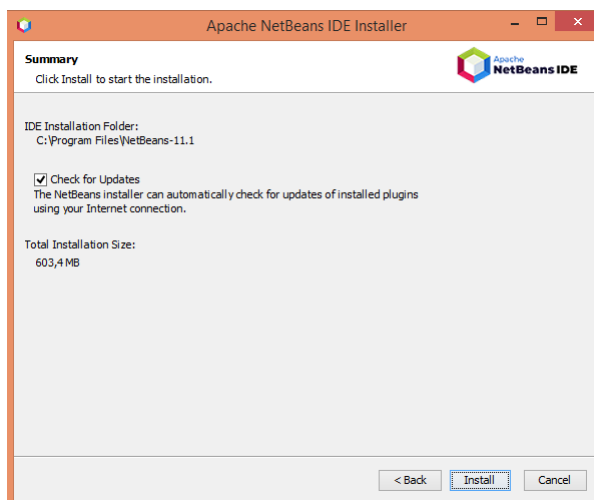 Apache NetBeans IDE Installer
Summary
Click Install to start the installation.
Apache
NetBeans IDE
IDE Installation Folder:
C:\Program Files\NetBeans-11.1
Check for Updates
The NetBeans installer can automatically check for updates of installed plugins
using your Internet connection.
Total Installation Size:
603,4 MB
< Back Install Cancel